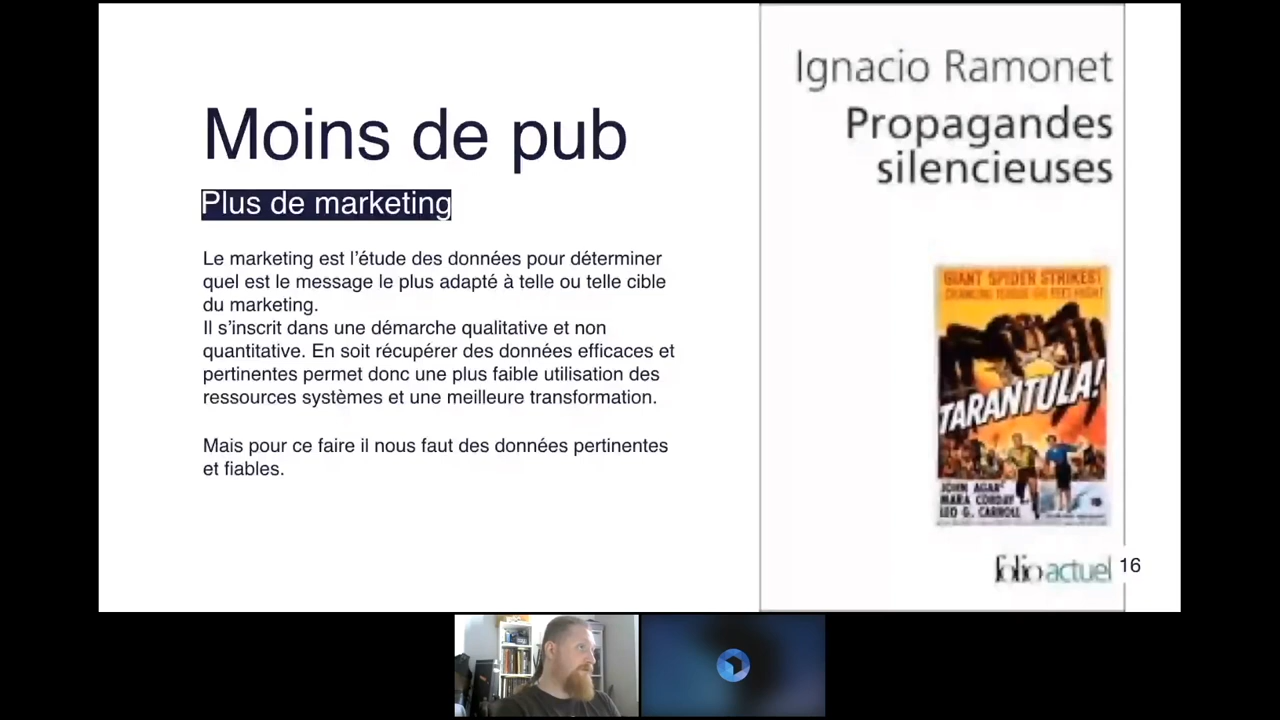 Moins de pub
Plus de marketing
Le marketing est l'étude des données pour déterminer
quel est le message le plus adapté à telle ou telle cible
du marketing.
Il s'inscrit dans une démarche qualitative et non
quantitative. En soit récupérer des données efficaces et
pertinentes permet donc une plus faible utilisation des
ressources systèmes et une meilleure transformation.
Mais pour ce faire il nous faut des données pertinentes
et fiables.
Ignacio Ramonet
Propagandes
silencieuses
GIANT SPIDER STRIKES!
TARANTULA!
JOHN AGAR
MARA CORDAY
LEO G. CARROLL
folio actuel
16